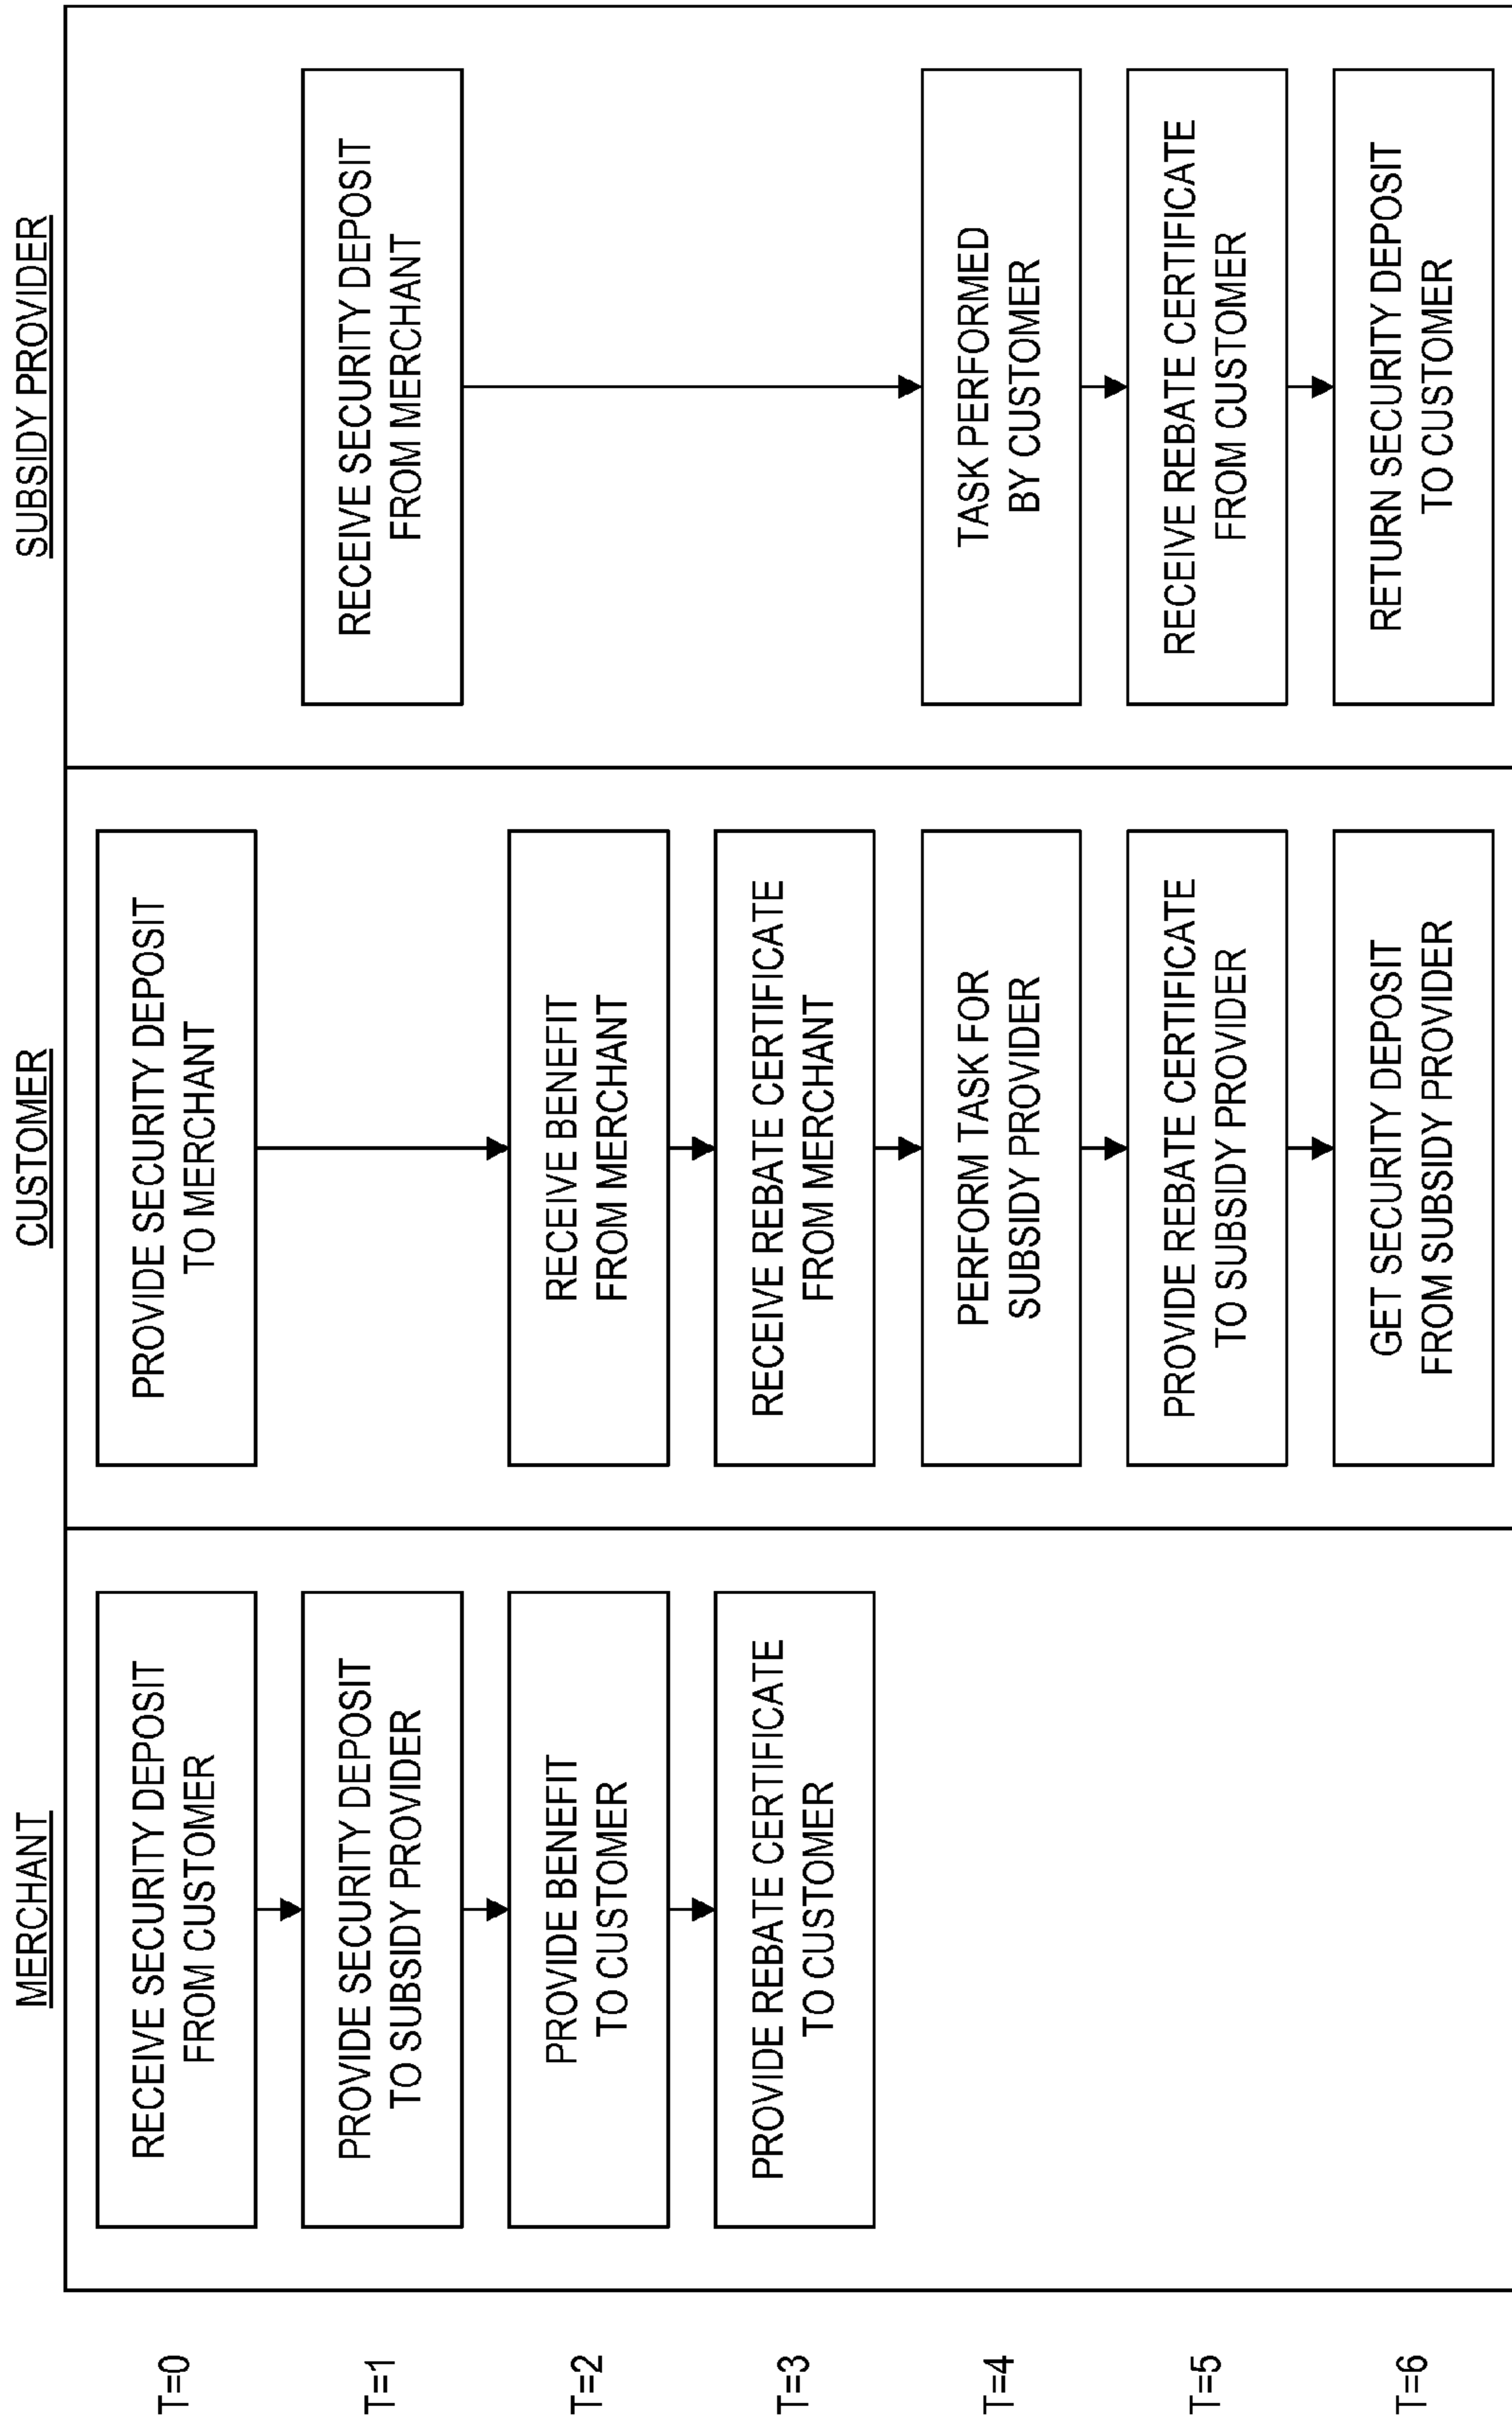 MERCHANT
CUSTOMER
SUBSIDY PROVIDER
T=0
RECEIVE SECURITY DEPOSIT
FROM CUSTOMER
PROVIDE SECURITY DEPOSIT
TO MERCHANT
T=1
PROVIDE SECURITY DEPOSIT
TO SUBSIDY PROVIDER
RECEIVE SECURITY DEPOSIT
FROM MERCHANT
T=2
PROVIDE BENEFIT
TO CUSTOMER
RECEIVE BENEFIT
FROM MERCHANT
T=3
PROVIDE REBATE CERTIFICATE
TO CUSTOMER
RECEIVE REBATE CERTIFICATE
FROM MERCHANT
T=4
PERFORM TASK FOR
SUBSIDY PROVIDER
TASK PERFORMED
BY CUSTOMER
T=5
PROVIDE REBATE CERTIFICATE
TO SUBSIDY PROVIDER
RECEIVE REBATE CERTIFICATE
FROM CUSTOMER
T=6
GET SECURITY DEPOSIT
FROM SUBSIDY PROVIDER
RETURN SECURITY DEPOSIT
TO CUSTOMER